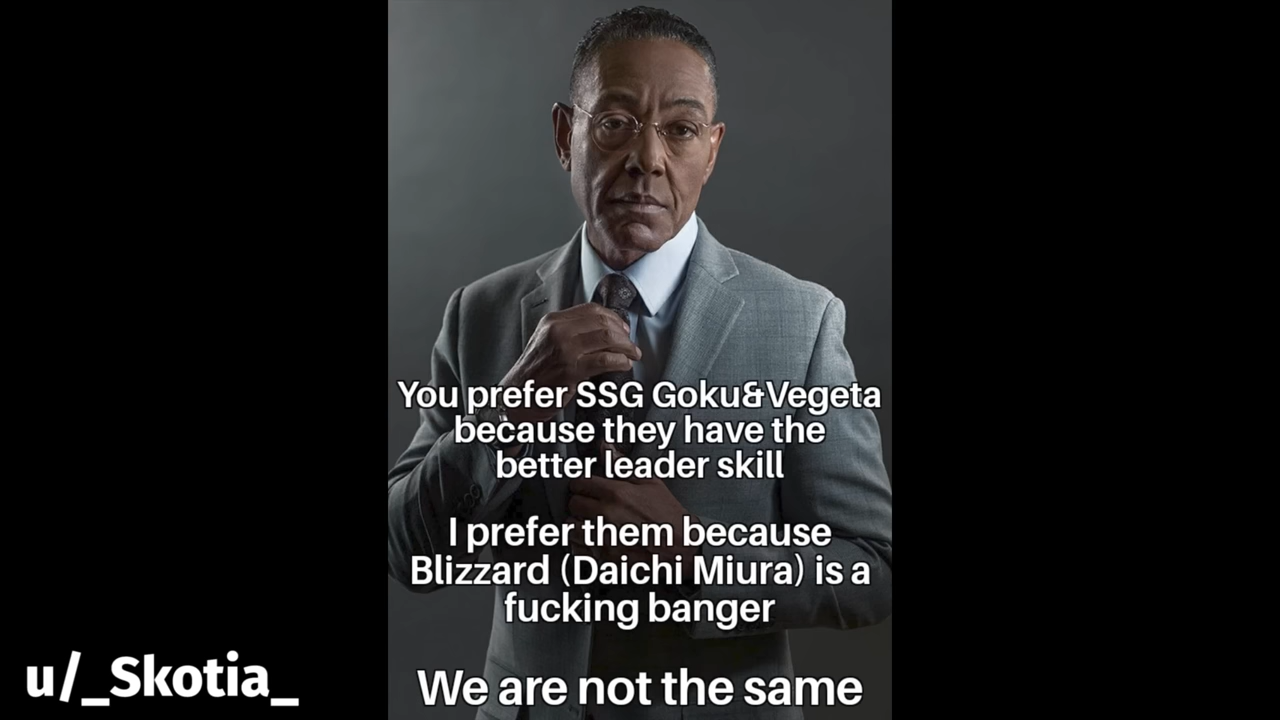 You prefer SSG Goku&Vegeta
because they have the
better leader skill
I prefer them because
Blizzard (Daichi Miura) is a
fucking banger
We are not the same
u/_Skotia_